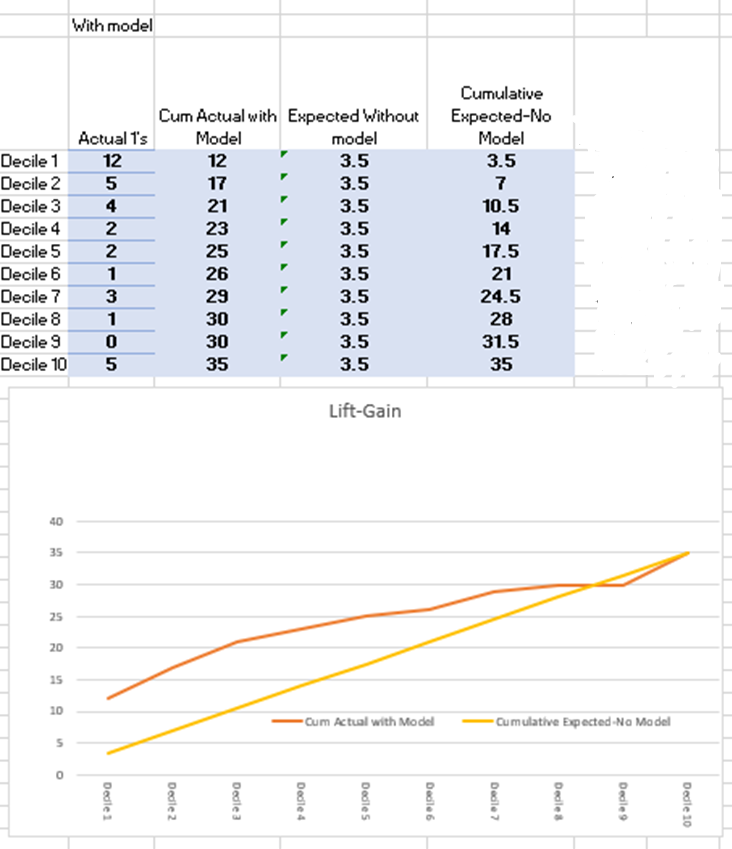 With model
Cumulative
Cum Actual with Expected Without Expected-No
Actual 1's Model model Model
Decile 1 12 12 3.5 3.5
Decile 2 5 17 3.5 7
Decile 3 4 21 3.5 10.5
Decile 4 2 23 3.5 14
Decile 5 2 25 3.5 17.5
Decile 6 1 26 3.5 21
Decile 7 3 29 3.5 24.5
Decile 8 1 30 3.5 28
Decile 9 0 30 3.5 31.5
Decile 10 5 35 3.5 35
Lift-Gain
40
35
30
25
20
15
10
Cum Actual with Model Cumulative Expected-No Model
5
0
Decile 1 Decile 2 Decile 3 Decile 4 Decile 5 Decile 6 Decile 7 Decile 8 Decile 9 Decile 10